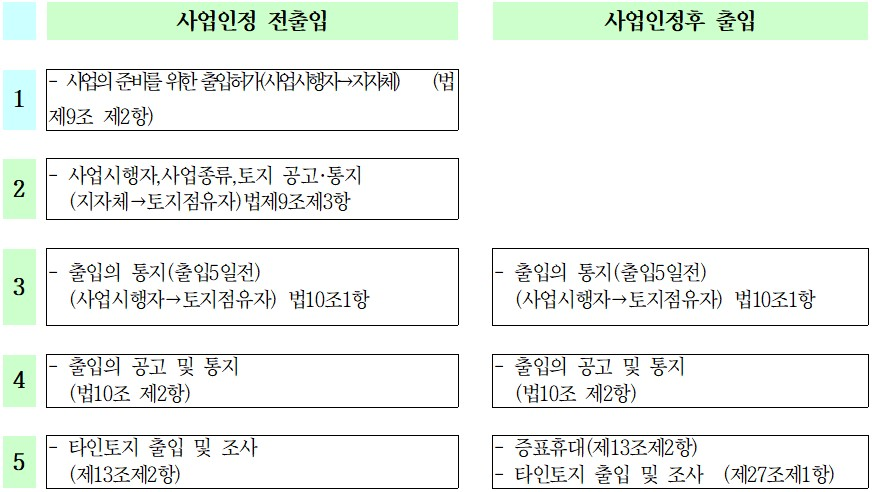 사업인정 전출입
사업인정후 출입
1
- 사업의 준비를 위한 출입허가(사업시행자→지자체) (법
제9조 제2항)
2
- 사업시행자,사업종류,토지 공고·통지
(지자체→토지점유자)법제9조제3항
3
- 출입의 통지(출입5일전)
(사업시행자→토지점유자) 법10조1항
- 출입의 통지(출입5일전)
(사업시행자→토지점유자) 법10조1항
4
- 출입의 공고 및 통지
(법10조 제2항)
- 출입의 공고 및 통지
(법10조 제2항)
5
- 타인토지 출입 및 조사
(제13조제2항)
- 증표휴대(제13조제2항)
- 타인토지 출입 및 조사 (제27조제1항)